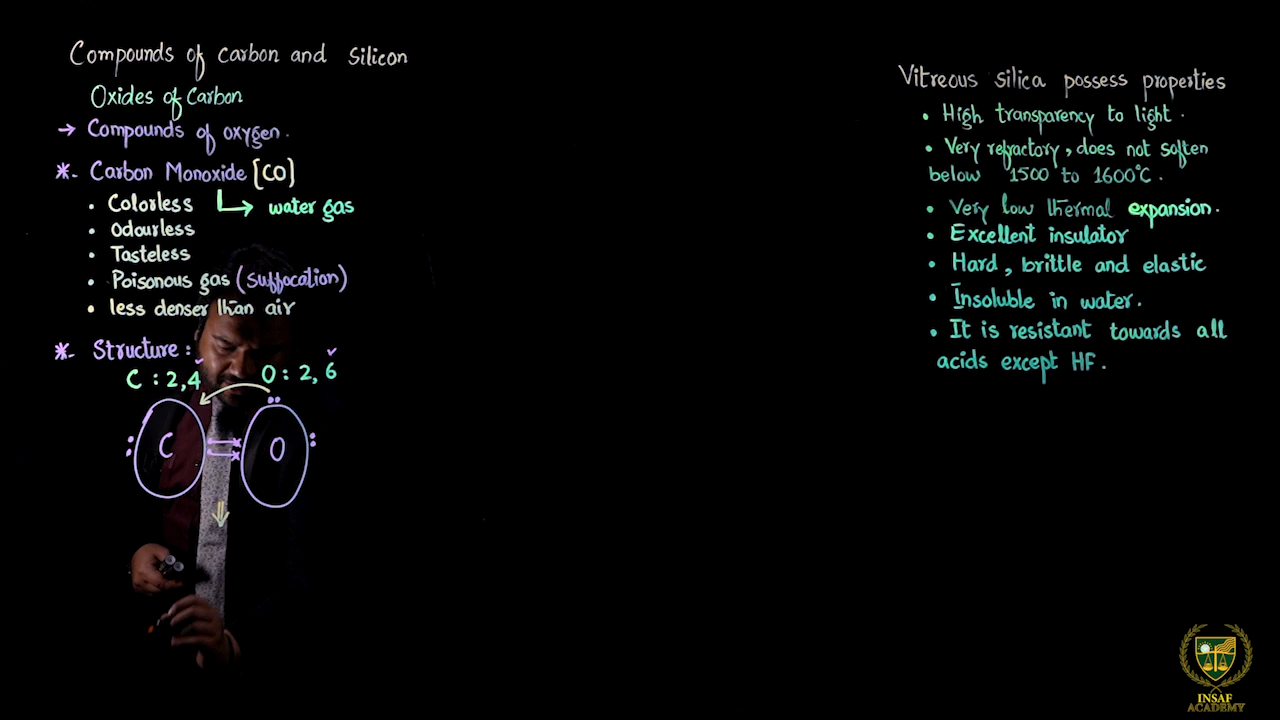 Compounds of Carbon and Silicon
Oxides of Carbon
→ Compounds of oxygen.
*- Carbon Monoxide [CO]
• Colorless → water gas
• Odourless
• Tasteless
• Poisonous gas (suffocation)
• less denser than air
*- Structure :
C : 2,4 O : 2, 6
C O
Vitreous silica possess properties
• High transparency to light.
• Very refractory, does not soften
below 1500 to 1600°C.
• Very low thermal expansion.
• Excellent insulator
• Hard, brittle and elastic
• Insoluble in water.
• It is resistant towards all
acids except HF.
INSAF
ACADEMY